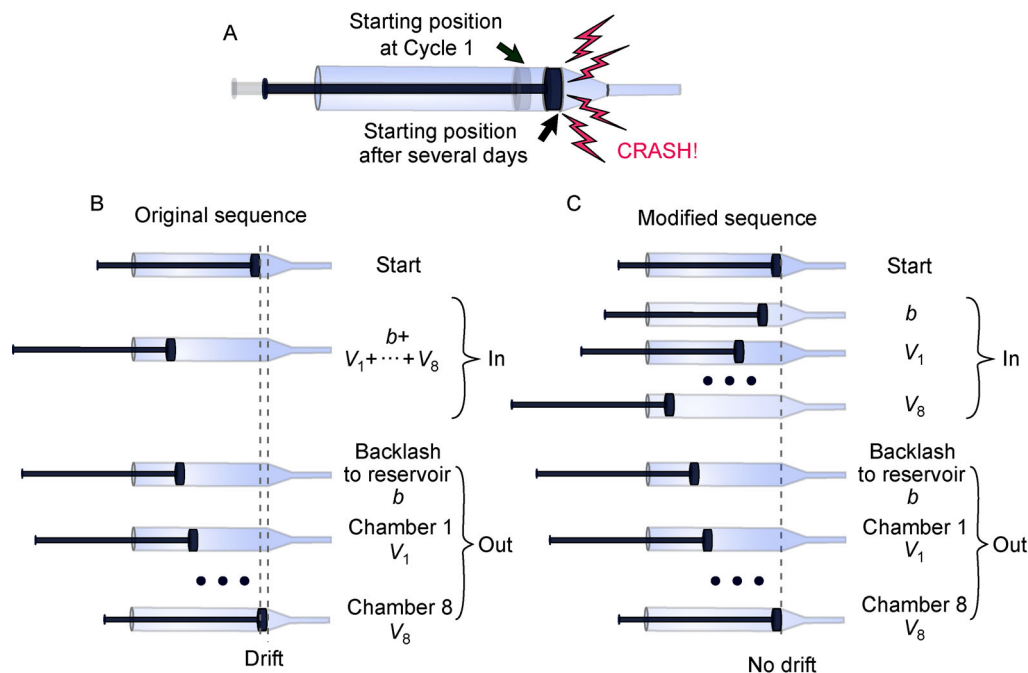 A
Starting position
at Cycle 1
Starting position
after several days
CRASH!
B
Original sequence
Start
b+
V1+···+V8
In
Backlash
to reservoir
b
Chamber 1
V1
Out
Chamber 8
V8
Drift
C
Modified sequence
Start
b
V1
In
V8
Backlash
to reservoir
b
Chamber 1
V1
Out
Chamber 8
V8
No drift